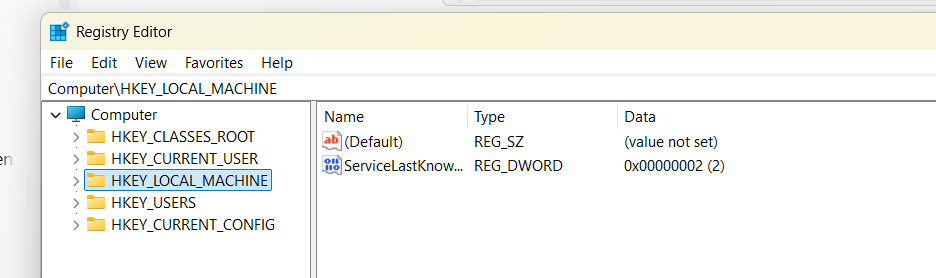 Registry Editor
File Edit View Favorites Help
Computer\HKEY_LOCAL_MACHINE
Computer
HKEY_CLASSES_ROOT
HKEY_CURRENT_USER
HKEY_LOCAL_MACHINE
HKEY_USERS
HKEY_CURRENT_CONFIG
Name Type Data
(Default) REG_SZ (value not set)
ServiceLastKnow... REG_DWORD 0x00000002 (2)
en